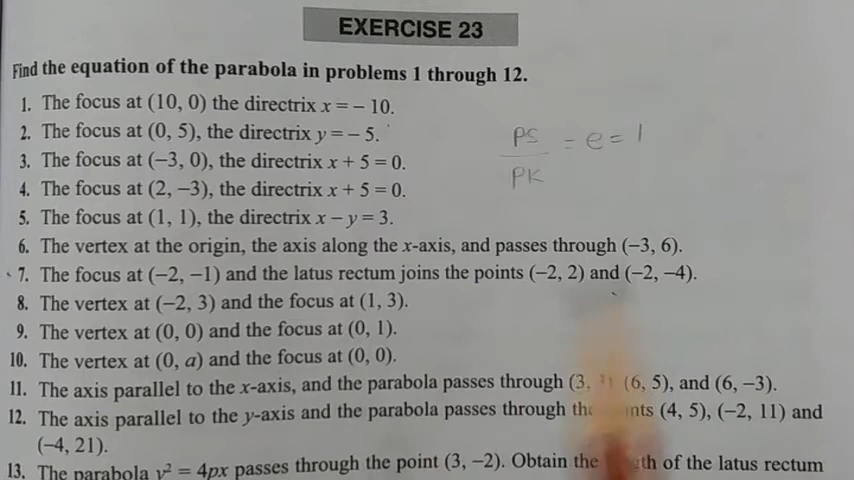 EXERCISE 23
Find the equation of the parabola in problems 1 through 12.
1. The focus at (10, 0) the directrix x = – 10.
2. The focus at (0, 5), the directrix y = – 5.
3. The focus at (–3, 0), the directrix x + 5 = 0.
4. The focus at (2, –3), the directrix x + 5 = 0.
5. The focus at (1, 1), the directrix x – y = 3.
PS/PK = e = 1
6. The vertex at the origin, the axis along the x-axis, and passes through (–3, 6).
7. The focus at (–2, –1) and the latus rectum joins the points (–2, 2) and (–2, –4).
8. The vertex at (–2, 3) and the focus at (1, 3).
9. The vertex at (0, 0) and the focus at (0, 1).
10. The vertex at (0, a) and the focus at (0, 0).
11. The axis parallel to the x-axis, and the parabola passes through (3, (6, 5), and (6, –3).
12. The axis parallel to the y-axis and the parabola passes through (4, 5), (–2, 11) and
(–4, 21).
13. The parabola y² = 4px passes through the point (3, –2). Obtain the of the latus rectum